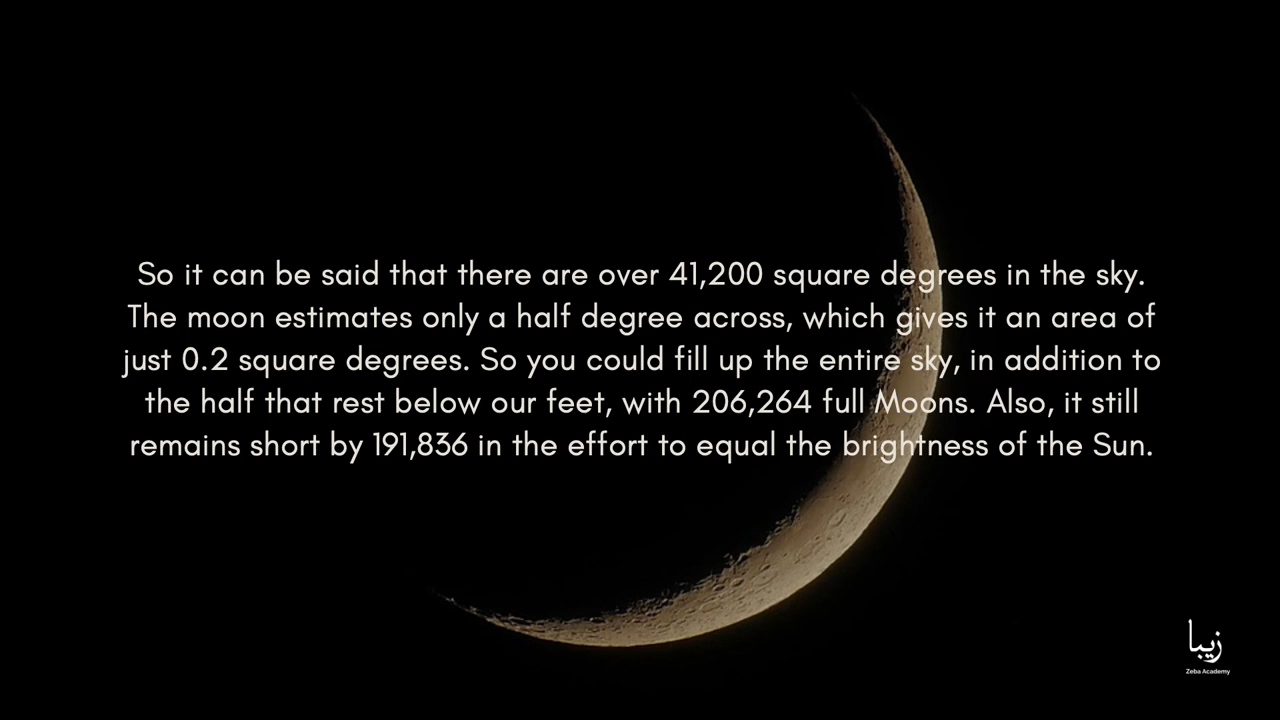 So it can be said that there are over 41,200 square degrees in the sky.
The moon estimates only a half degree across, which gives it an area of
just 0.2 square degrees. So you could fill up the entire sky, in addition to
the half that rest below our feet, with 206,264 full Moons. Also, it still
remains short by 191,836 in the effort to equal the brightness of the Sun.
زيبا
Zeba Academy